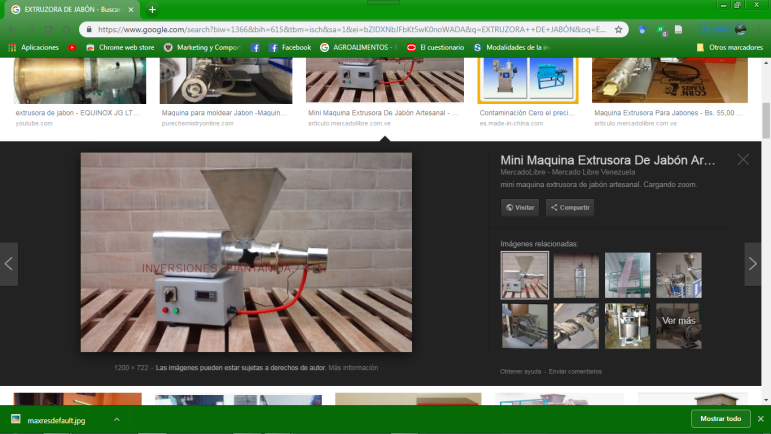 EXTRUZORA DE JABÓN - Buscar
https://www.google.com/search?biw=1366&bih=615&tbm=isch&sa=1&ei=bZIDXNbJFbKt5wK0noWADA&q=EXTRUZORA++DE+JABÓN&oq=E...
Aplicaciones
Chrome web store
Marketing y Compor
Facebook
Facebook
AGROALIMENTOS -
El cuestionario
Modalidades de la in
Otros marcadores
extrusora de jabon - EQUINOX JG LT...
youtube.com
Maquina para moldear Jabon -Maquin...
purechemistryonline.com
Mini Maquina Extrusora De Jabón Artesanal - ...
articulo.mercadolibre.com.ve
Contaminación Cero el preci...
es.made-in-china.com
Maquina Extrusora Para Jabones - Bs. 55,00 ...
articulo.mercadolibre.com.ve
INVERSIONES
Mini Maquina Extrusora De Jabón Ar...
MercadoLibre - Mercado Libre Venezuela
mini maquina extrusora de jabón artesanal. Cargando zoom.
Visitar
Compartir
Imágenes relacionadas:
Ver más
1200 × 722 - Las imágenes pueden estar sujetas a derechos de autor. Más información
Obtener ayuda - Enviar comentarios
maxresdefault.jpg
Mostrar todo